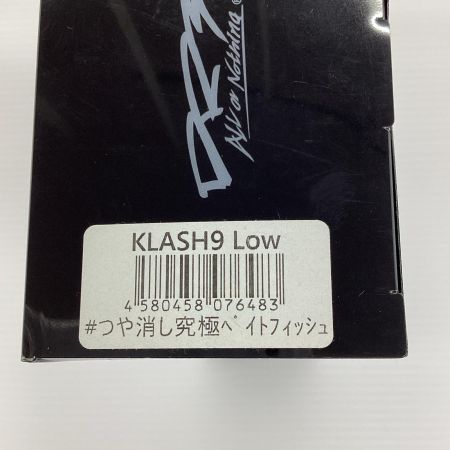 DRT
All or Nothing
KLASH9 Low
4 580458 076483
#つや消し究極ベイトフィッシュ